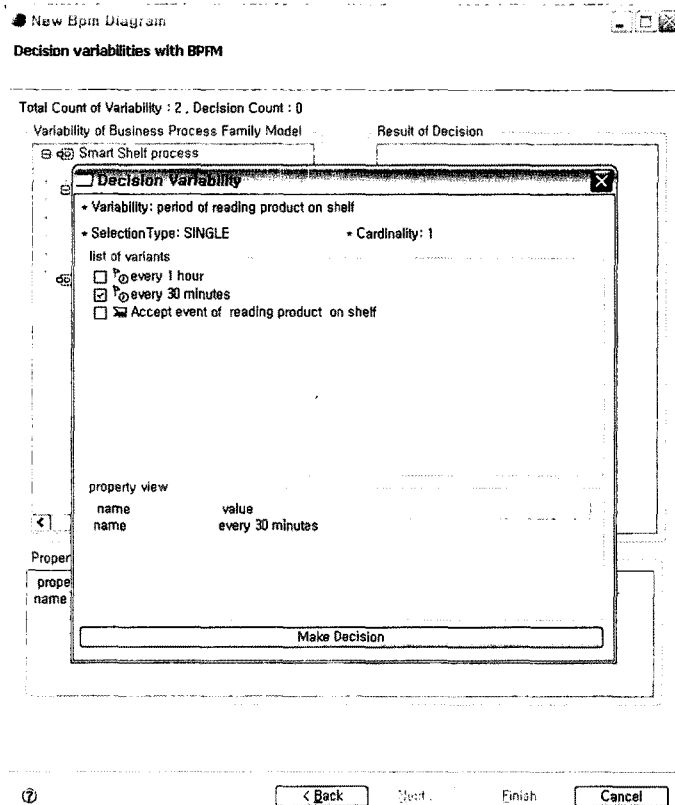 New Bpm Diagram
Decision variabilities with BPFM
Total Count of Variability : 2 , Decision Count : 0
Variability of Business Process Family Model
Result of Decision
Smart Shelf process
Decision Variability
* Variability: period of reading product on shelf
* SelectionType: SINGLE
* Cardinality: 1
list of variants
every 1 hour
every 30 minutes
Accept event of reading product on shelf
property view
name value
name every 30 minutes
Proper
prope
name
Make Decision
< Back
Next
Finish
Cancel